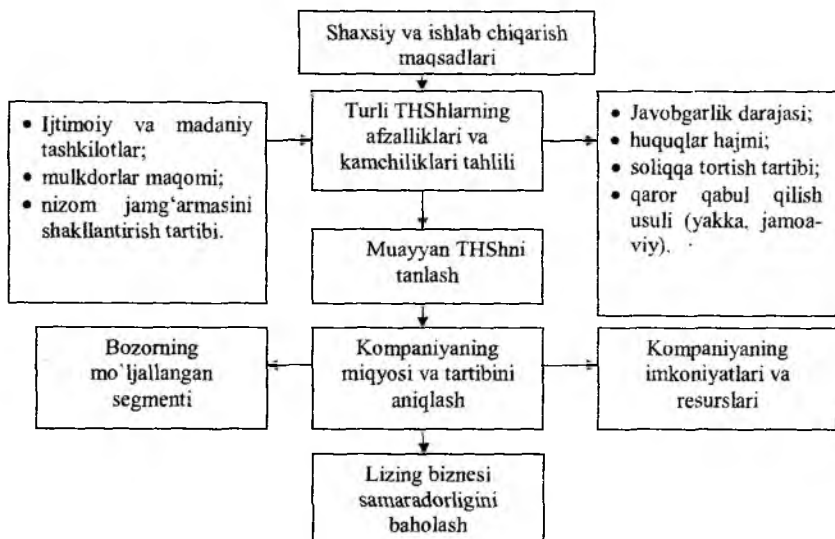 Shaxsiy va ishlab chiqarish
maqsadlari
• Ijtimoiy va madaniy
tashkilotlar;
• mulkdorlar maqomi;
• nizom jamg‘armasini
shakllantirish tartibi.
Turli THShlarning
afzalliklari va
kamchiliklari tahlili
• Javobgarlik darajasi;
• huquqlar hajmi;
• soliqqa tortish tartibi;
• qaror qabul qilish
usuli (yakka, jamoa-
viy).
Muayyan THShni
tanlash
Bozorning
mo`ljallangan
segmenti
Kompaniyaning
miqyosi va tartibini
aniqlash
Kompaniyaning
imkoniyatlari va
resurslari
Lizing biznesi
samaradorligini
baholash